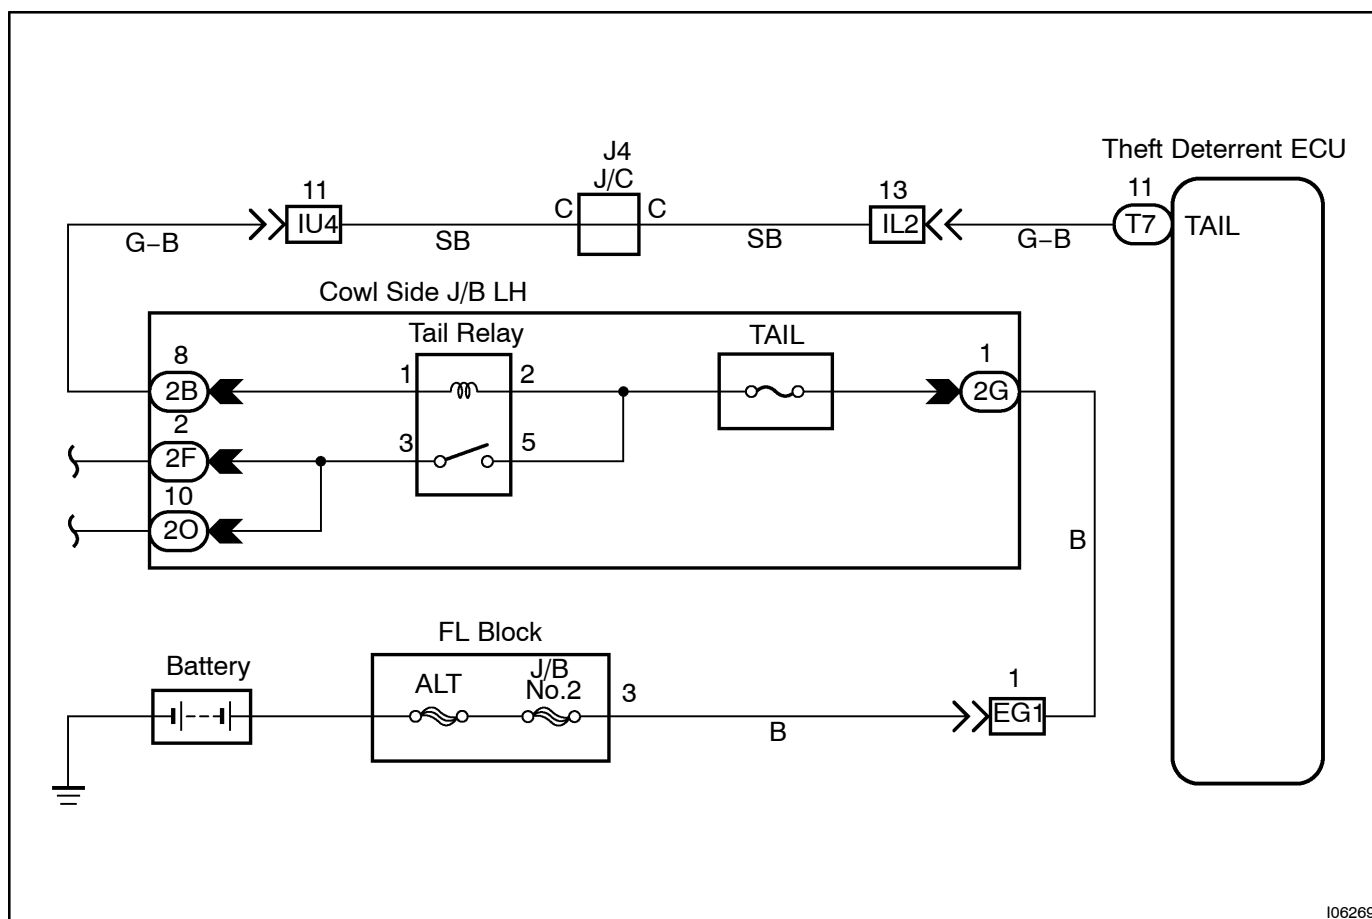 J4
J/C
Theft Deterrent ECU
11
C
C
13
11
IU4
IL2
T7
TAIL
G–B
SB
SB
G–B
Cowl Side J/B LH
Tail Relay
TAIL
8
1
2
1
2B
2G
2
3
5
2F
10
2O
B
FL Block
Battery
ALT
J/B
No.2
3
1
EG1
B
I06269